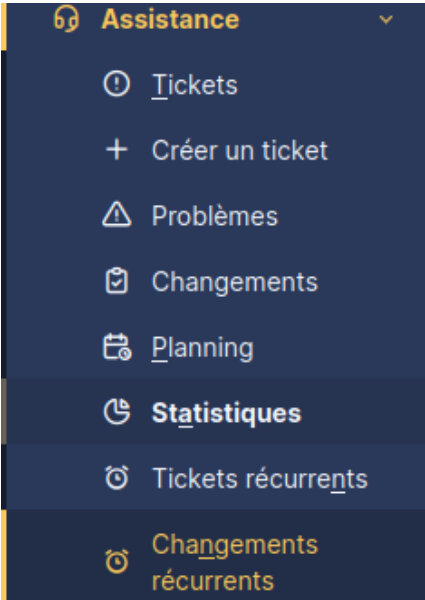 Assistance
Tickets
Créer un ticket
Problèmes
Changements
Planning
Statistiques
Tickets récurrents
Changements
récurrents